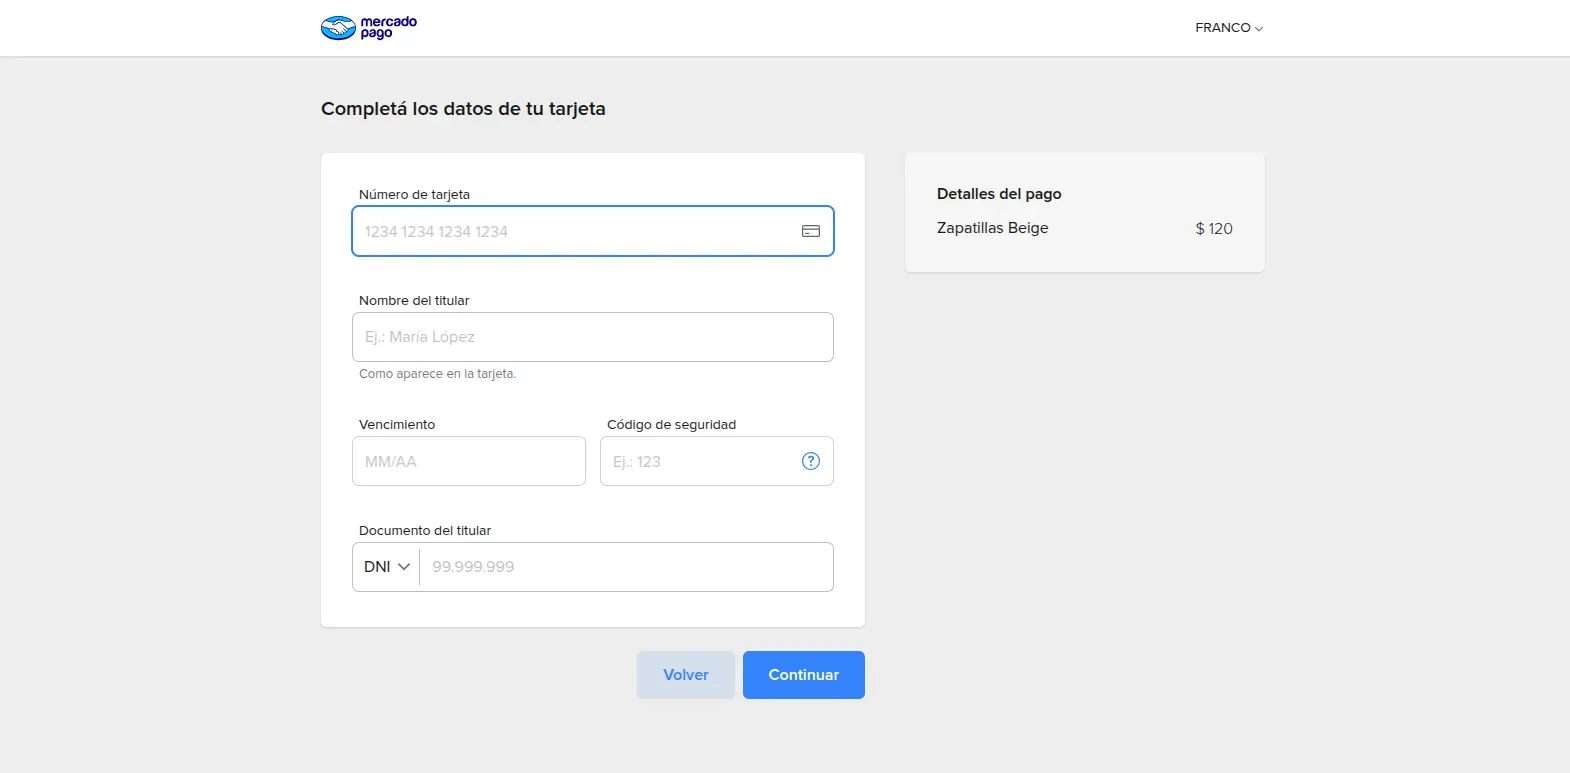 mercado
pago
FRANCO
Completá los datos de tu tarjeta
Número de tarjeta
1234 1234 1234 1234
Nombre del titular
Ej.: María López
Como aparece en la tarjeta.
Vencimiento
MM/AA
Código de seguridad
Ej.: 123
?
Documento del titular
DNI
99.999.999
Volver
Continuar
Detalles del pago
Zapatillas Beige
$ 120